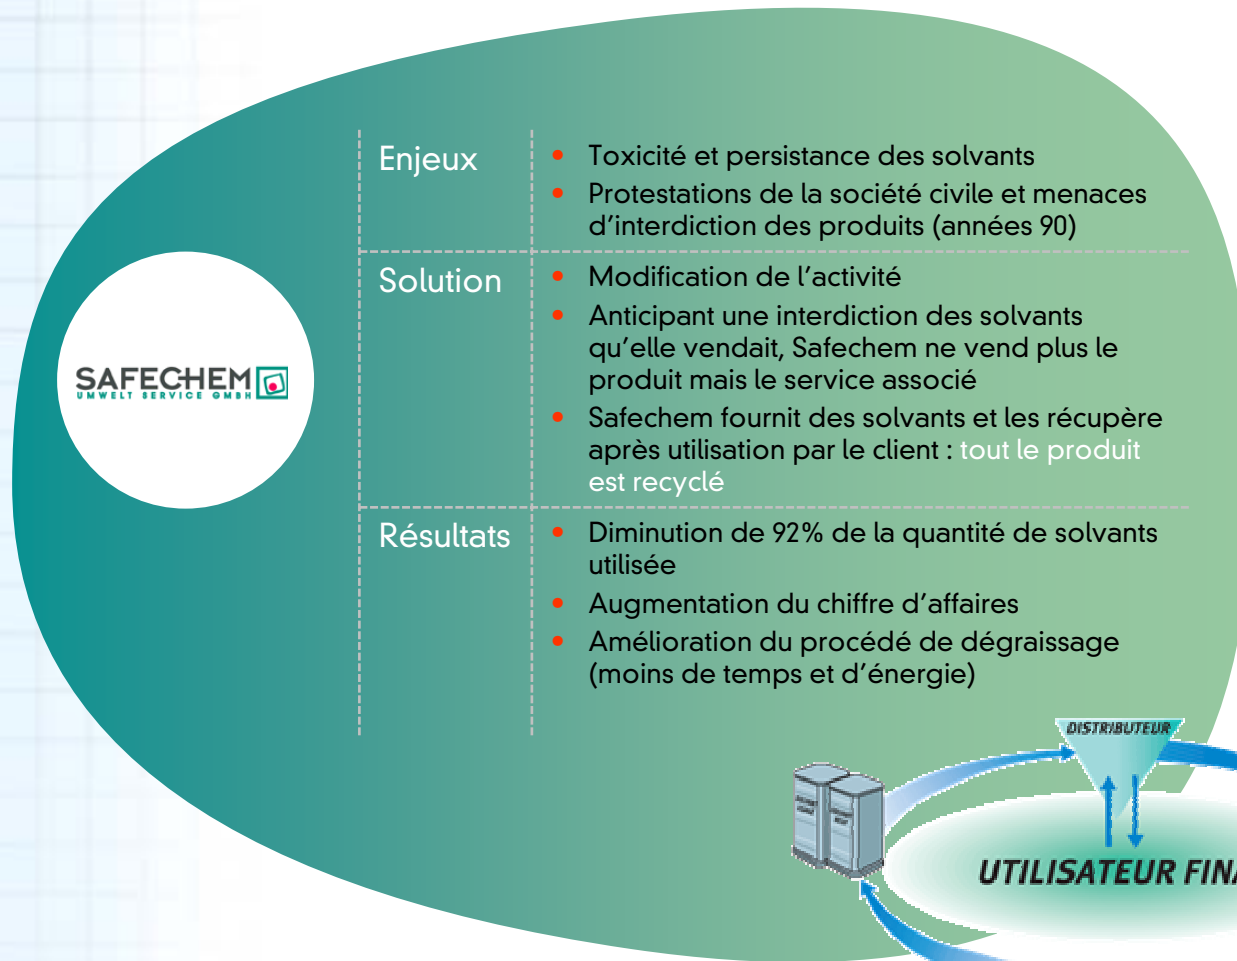 Enjeux
• Toxicité et persistance des solvants
• Protestations de la société civile et menaces
d’interdiction des produits (années 90)
SAFECHEM
UMWELT SERVICE GMBH
Solution
• Modification de l’activité
• Anticipant une interdiction des solvants
qu’elle vendait, Safechem ne vend plus le
produit mais le service associé
• Safechem fournit des solvants et les récupère
après utilisation par le client : tout le produit
est recyclé
Résultats
• Diminution de 92% de la quantité de solvants
utilisée
• Augmentation du chiffre d’affaires
• Amélioration du procédé de dégraissage
(moins de temps et d’énergie)
DISTRIBUTEUR
UTILISATEUR FINA